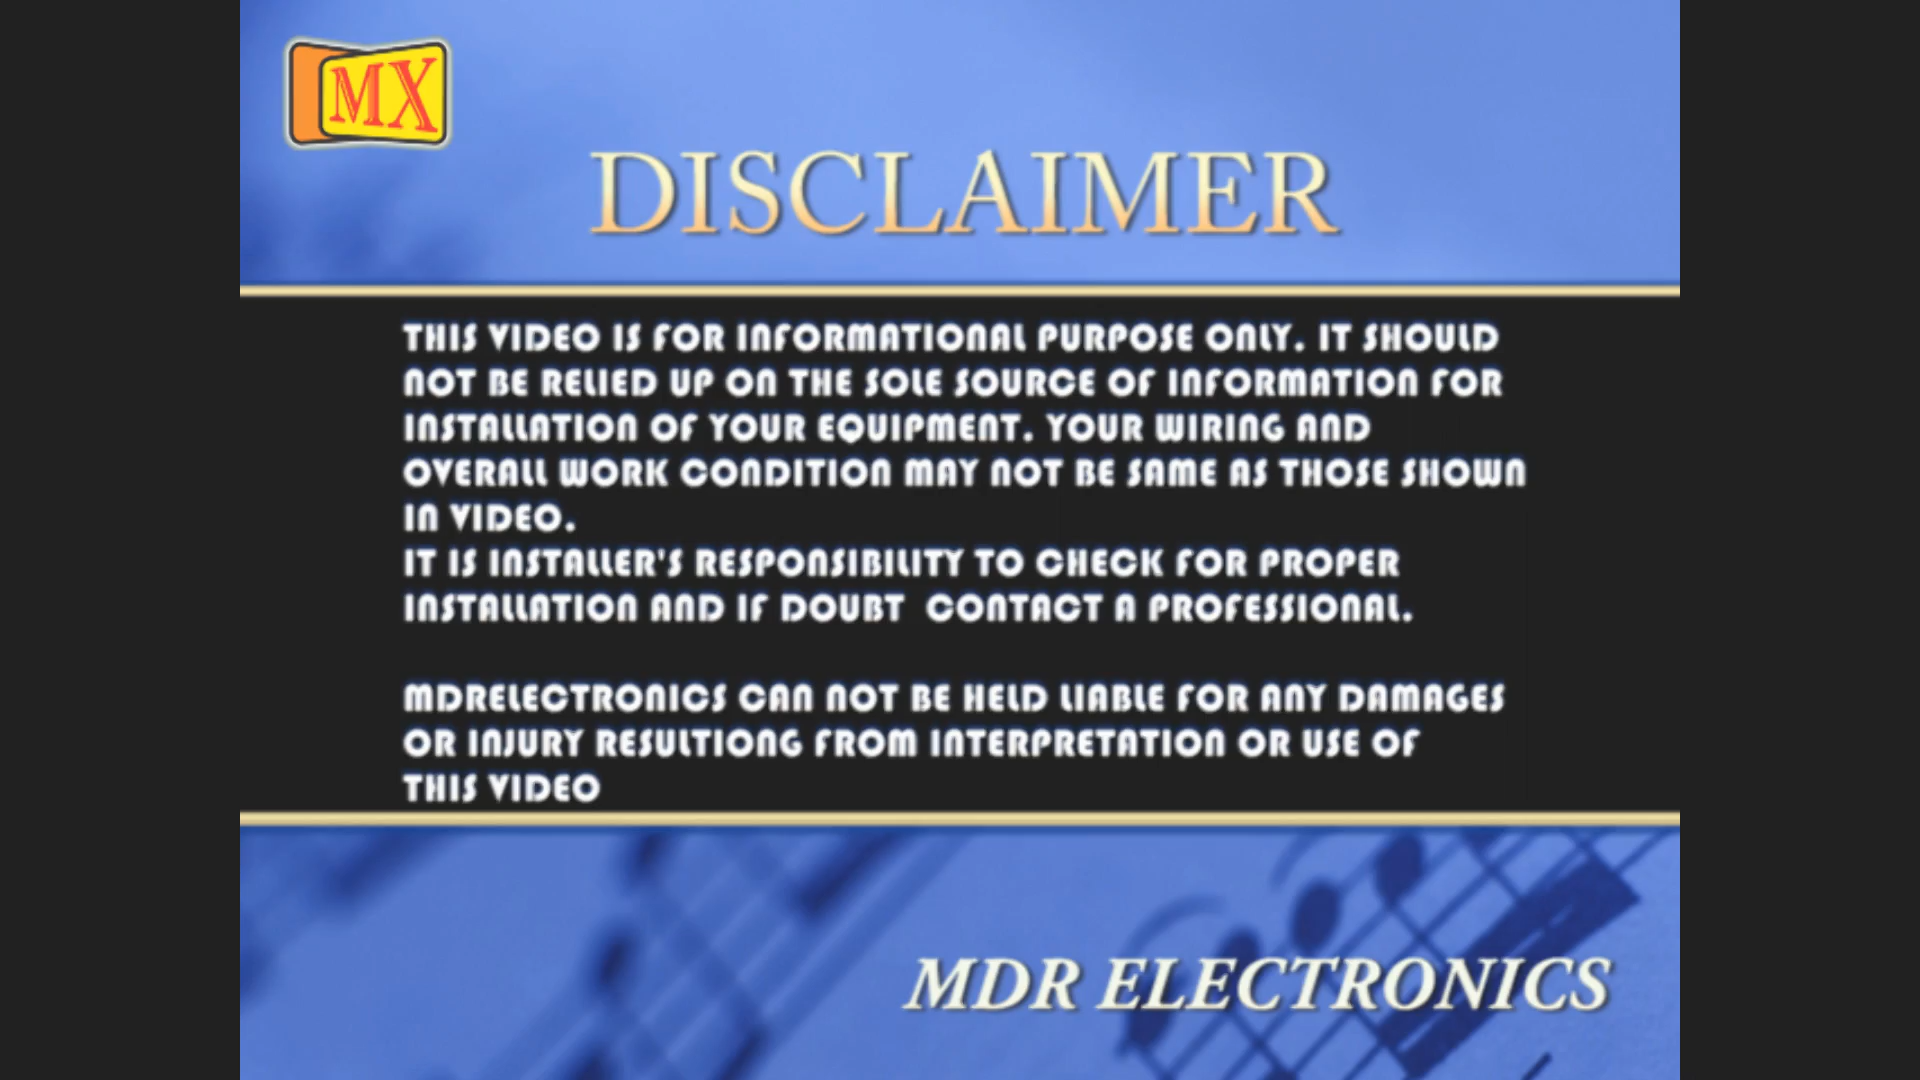 MX
DISCLAIMER
THIS VIDEO IS FOR INFORMATIONAL PURPOSE ONLY. IT SHOULD
NOT BE RELIED UP ON THE SOLE SOURCE OF INFORMATION FOR
INSTALLATION OF YOUR EQUIPMENT. YOUR WIRING AND
OVERALL WORK CONDITION MAY NOT BE SAME AS THOSE SHOWN
IN VIDEO.
IT IS INSTALLER'S RESPONSIBILITY TO CHECK FOR PROPER
INSTALLATION AND IF DOUBT  CONTACT A PROFESSIONAL.
MDRELECTRONICS CAN NOT BE HELD LIABLE FOR ANY DAMAGES
OR INJURY RESULTIONG FROM INTERPRETATION OR USE OF
THIS VIDEO
MDR ELECTRONICS